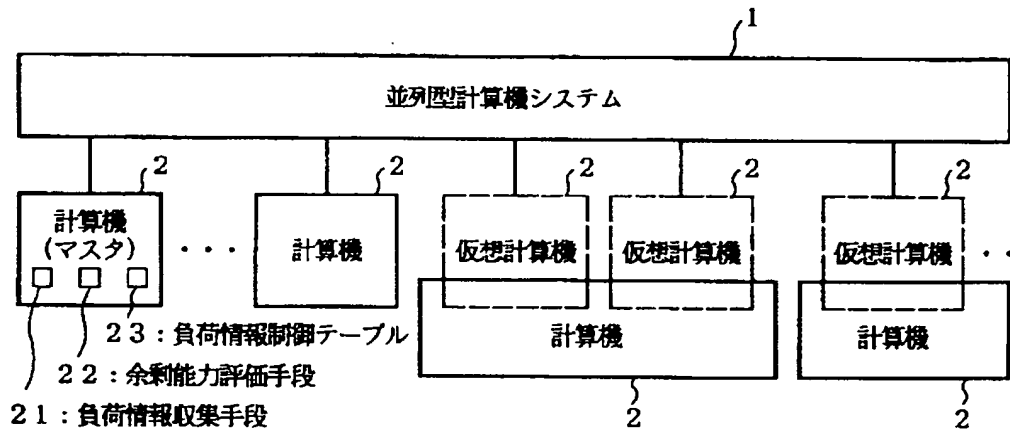 1
並列型計算機システム
2
2
2
2
2
計算機
(マスタ)
・・・
計算機
仮想計算機
仮想計算機
仮想計算機
・・
計算機
計算機
23:負荷情報制御テーブル
22:余剰能力評価手段
21:負荷情報収集手段
2
2